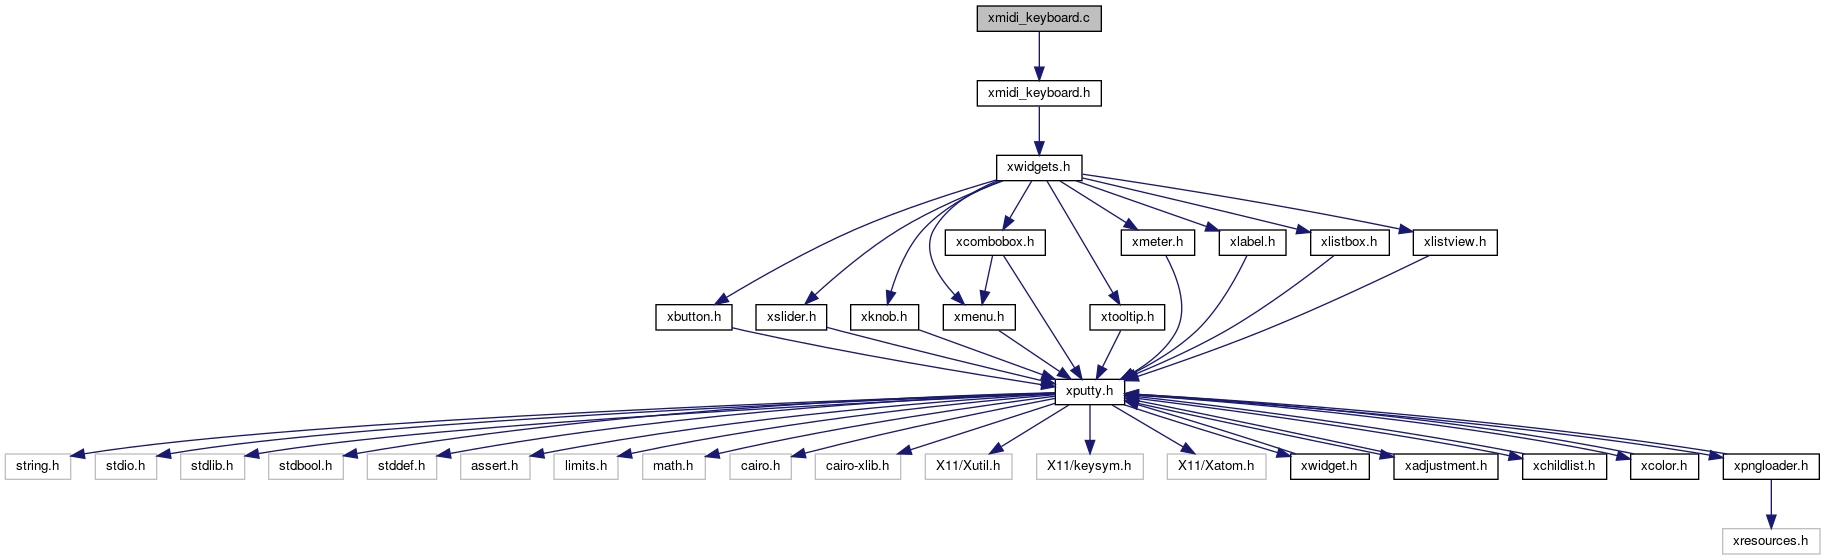 xmidi_keyboard.c
xmidi_keyboard.h
xwidgets.h
xcombobox.h
xmeter.h
xlabel.h
xlistbox.h
xlistview.h
xbutton.h
xslider.h
xknob.h
xmenu.h
xtooltip.h
xputty.h
string.h
stdio.h
stdlib.h
stdbool.h
stddef.h
assert.h
limits.h
math.h
cairo.h
cairo-xlib.h
X11/Xutil.h
X11/keysym.h
X11/Xatom.h
xwidget.h
xadjustment.h
xchildlist.h
xcolor.h
xpngloader.h
xresources.h